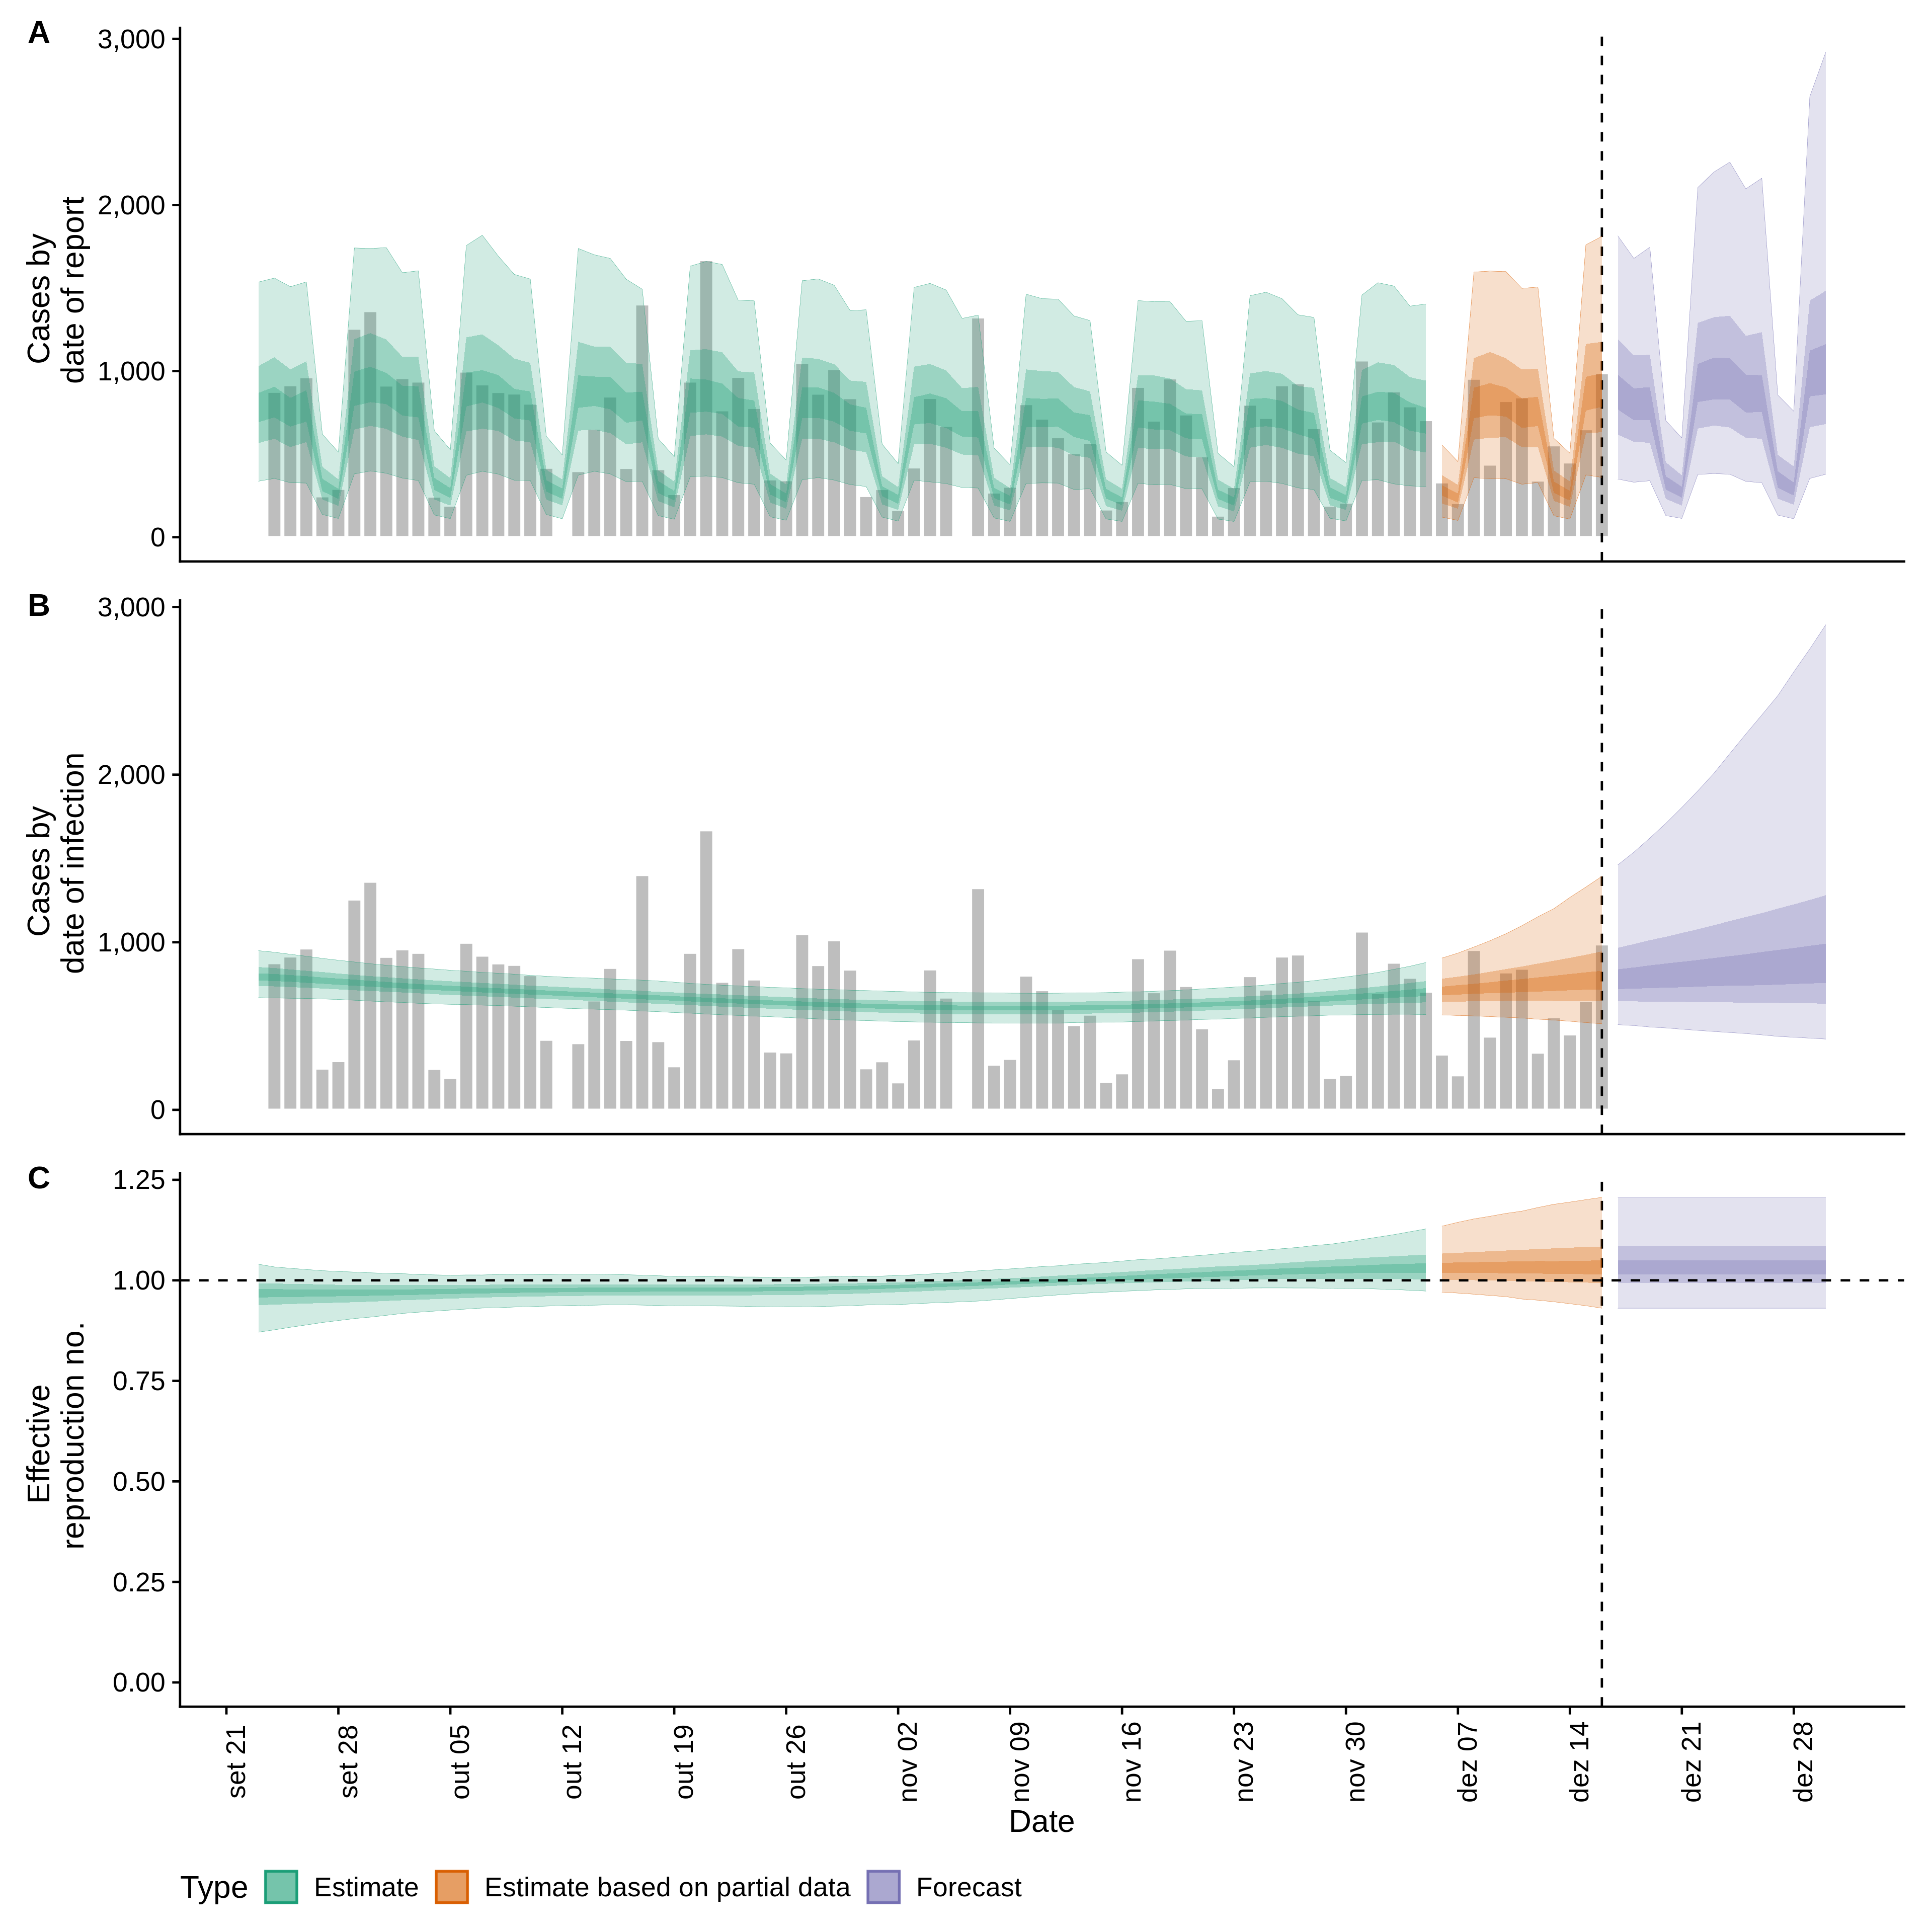 A
3,000
2,000
1,000
0
Cases by
date of report
B
3,000
2,000
1,000
0
Cases by
date of infection
C
1.25
1.00
0.75
0.50
0.25
0.00
Effective
reproduction no.
set 21
set 28
out 05
out 12
out 19
out 26
nov 02
nov 09
nov 16
nov 23
nov 30
dez 07
dez 14
dez 21
dez 28
Date
Type Estimate Estimate based on partial data Forecast